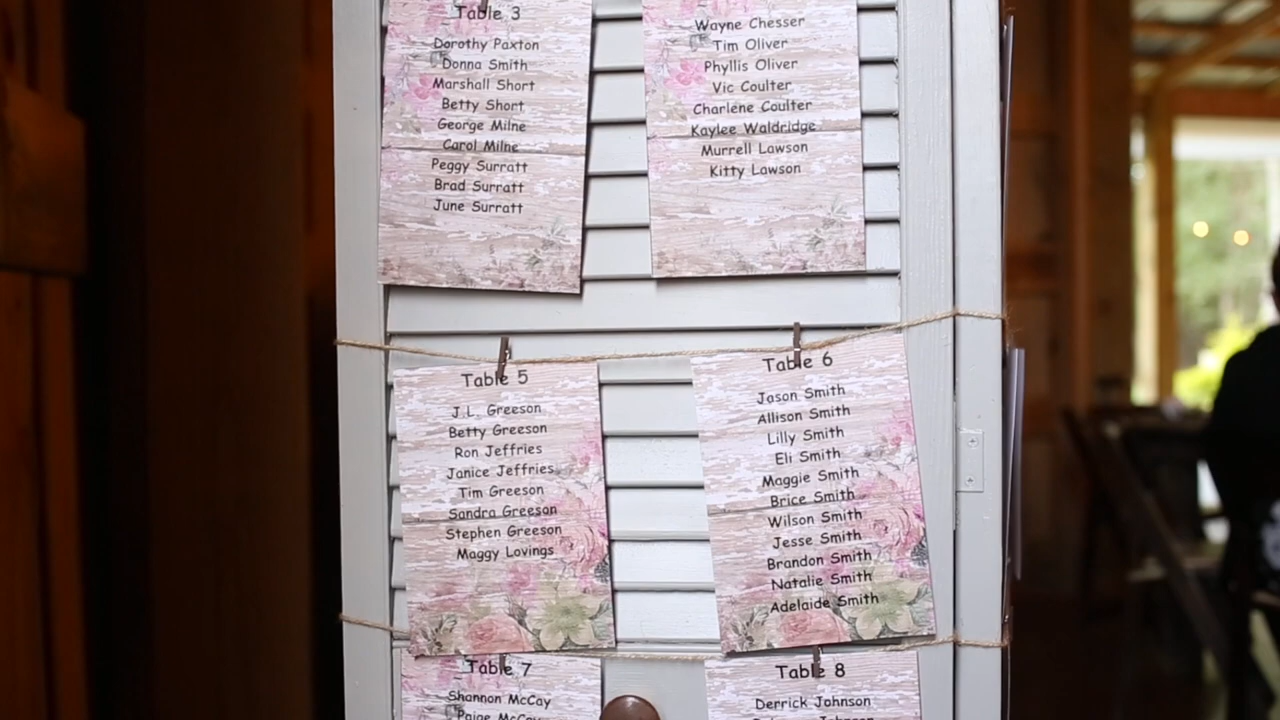 Table 3
Dorothy Paxton
Donna Smith
Marshall Short
Betty Short
George Milne
Carol Milne
Peggy Surratt
Brad Surratt
June Surratt
Wayne Chesser
Tim Oliver
Phyllis Oliver
Vic Coulter
Charlene Coulter
Kaylee Waldridge
Murrell Lawson
Kitty Lawson
Table 5
J.L. Greeson
Betty Greeson
Ron Jeffries
Janice Jeffries
Tim Greeson
Sandra Greeson
Stephen Greeson
Maggy Lovings
Table 6
Jason Smith
Allison Smith
Lilly Smith
Eli Smith
Maggie Smith
Brice Smith
Wilson Smith
Jesse Smith
Brandon Smith
Natalie Smith
Adelaide Smith
Table 7
Shannon McCay
Paige McCay
Table 8
Derrick Johnson
Johnson